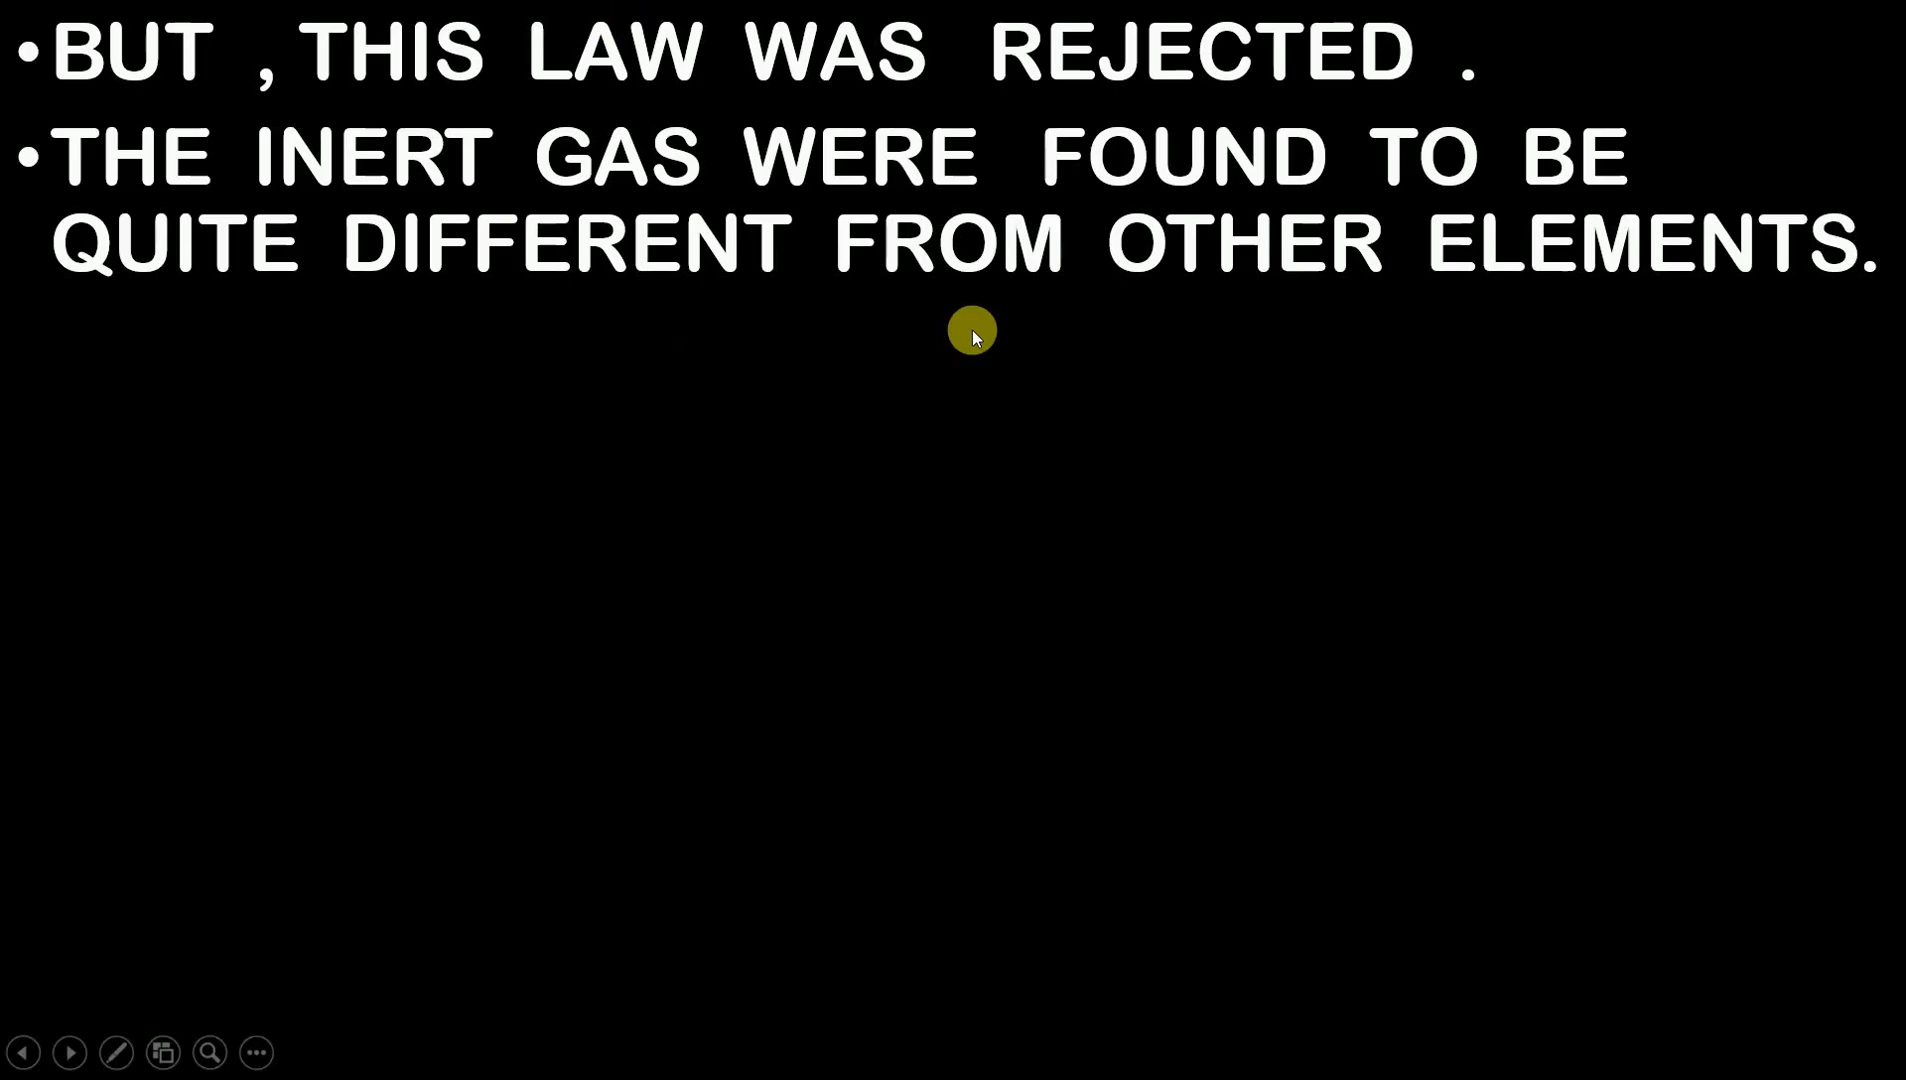 •BUT , THIS LAW WAS REJECTED .
•THE INERT GAS WERE FOUND TO BE
QUITE DIFFERENT FROM OTHER ELEMENTS.